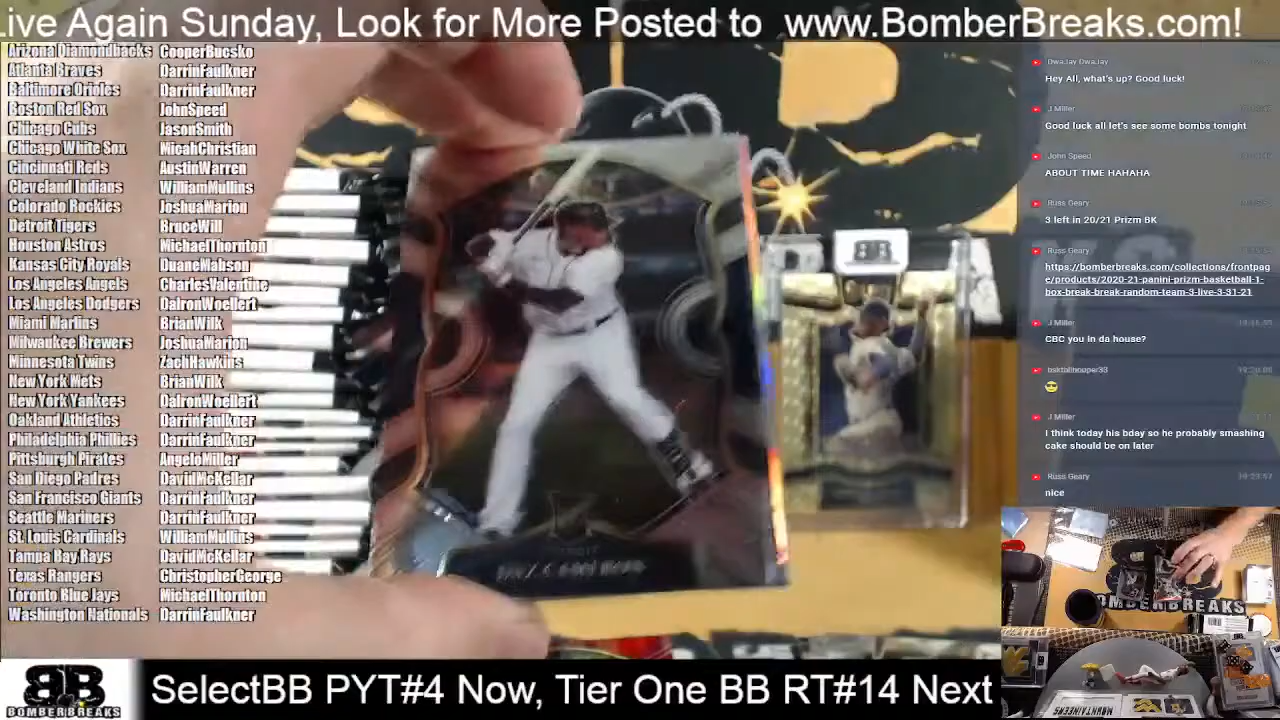 Live Again Sunday, Look for More Posted to www.BomberBreaks.com!
Arizona Diamondbacks CooperBucsko
Atlanta Braves DarrinFaulkner
Baltimore Orioles DarrinFaulkner
Boston Red Sox JohnSpeed
Chicago Cubs JasonSmith
Chicago White Sox MicahChristian
Cincinnati Reds AustinWarren
Cleveland Indians WilliamMullins
Colorado Rockies JoshuaMarion
Detroit Tigers BruceWill
Houston Astros MichaelThornton
Kansas City Royals DuaneMabson
Los Angeles Angels CharlesValentine
Los Angeles Dodgers DalronWoellert
Miami Marlins BrianWilk
Milwaukee Brewers JoshuaMarion
Minnesota Twins ZachHawkins
New York Mets BrianWilk
New York Yankees DalronWoellert
Oakland Athletics DarrinFaulkner
Philadelphia Phillies DarrinFaulkner
Pittsburgh Pirates AngeloMiller
San Diego Padres DavidMcKellar
San Francisco Giants DarrinFaulkner
Seattle Mariners DarrinFaulkner
St. Louis Cardinals WilliamMullins
Tampa Bay Rays DavidMcKellar
Texas Rangers ChristopherGeorge
Toronto Blue Jays MichaelThornton
Washington Nationals DarrinFaulkner
DwaJay DwaJay
Hey All, what's up? Good luck!
J Miller
Good luck all let's see some bombs tonight
John Speed
ABOUT TIME HAHAHA
Russ Geary
3 left in 20/21 Prizm BK
Russ Geary
https://bomberbreaks.com/collections/frontpag
e/products/2020-21-panini-prizm-basketball-1-
box-break-break-random-team-3-live-3-31-21
J Miller
CBC you in da house?
J Miller
I think today his bday so he probably smashing
cake should be on later
Russ Geary
nice
BB
BOMBERBREAKS
MOUNTAINEERS
BB
BOMBERBREAKS
SelectBB PYT#4 Now, Tier One BB RT#14 Next